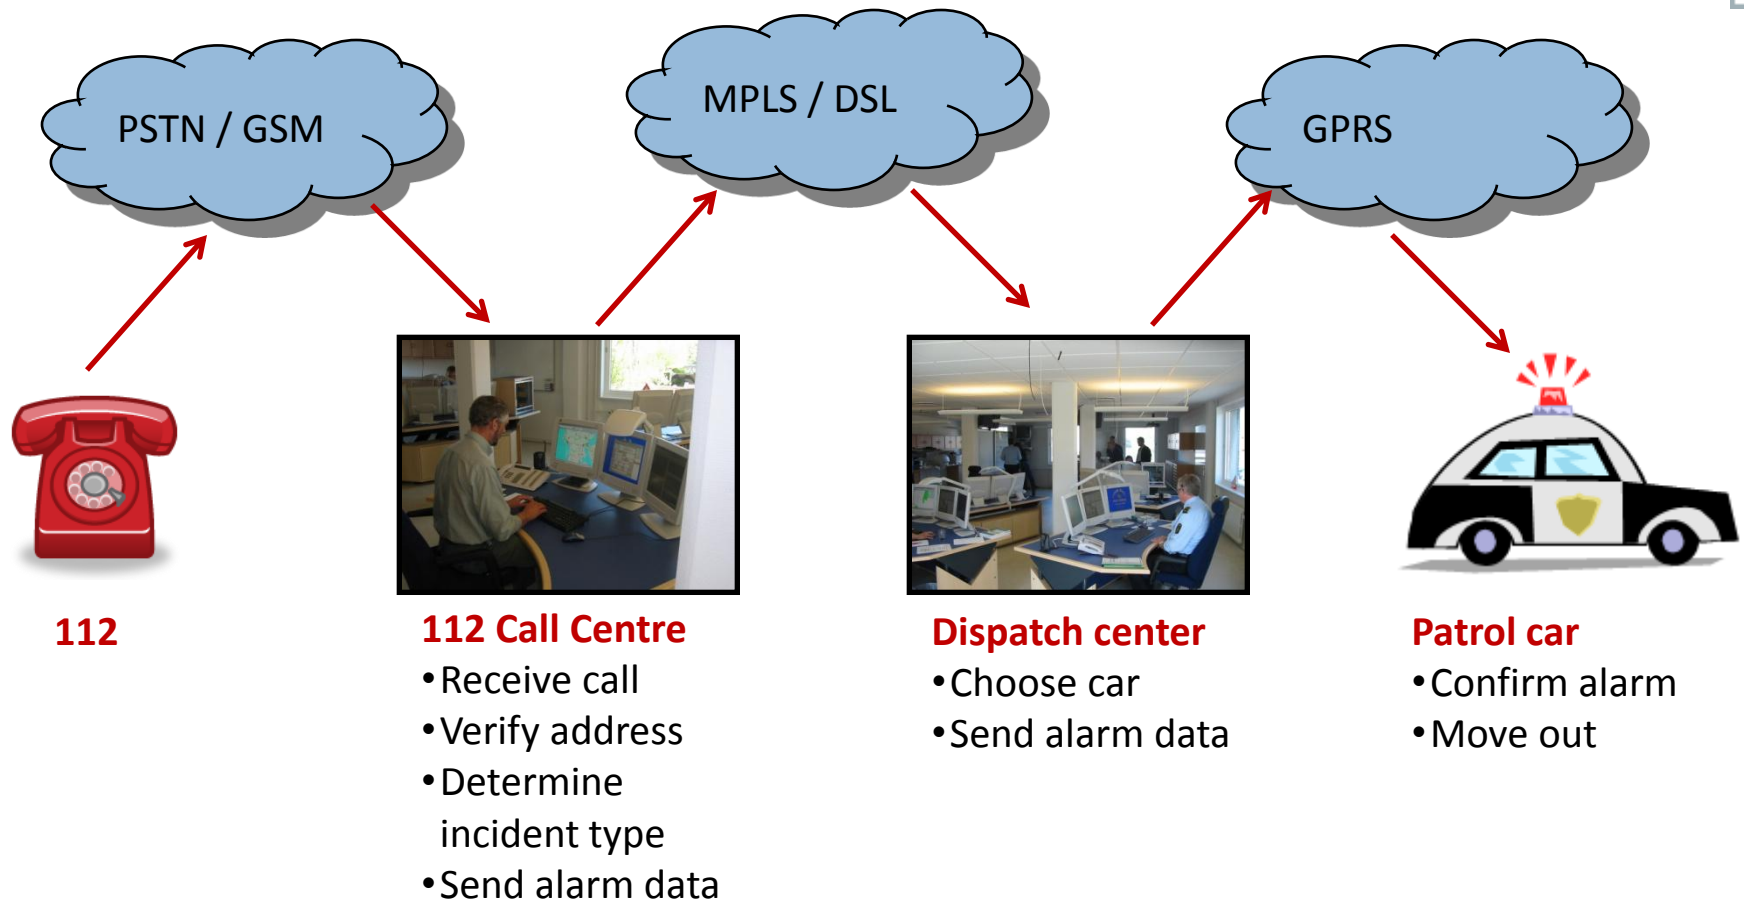 PSTN / GSM
MPLS / DSL
GPRS
112
112 Call Centre
•Receive call
•Verify address
•Determine
incident type
•Send alarm data
Dispatch center
•Choose car
•Send alarm data
Patrol car
•Confirm alarm
•Move out